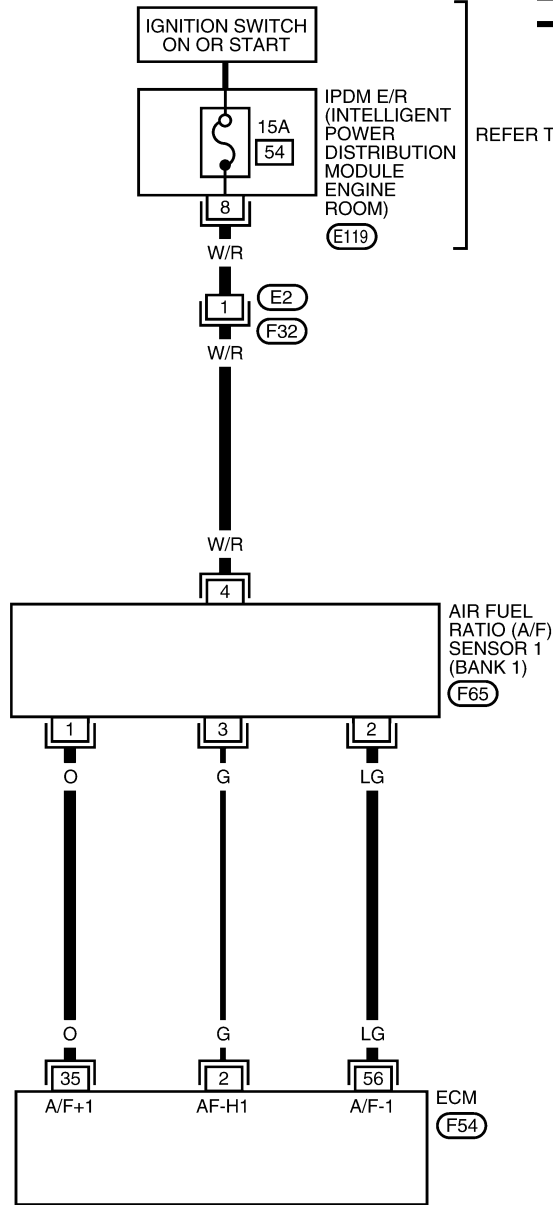 IGNITION SWITCH
ON OR START
IPDM E/R
(INTELLIGENT
POWER
DISTRIBUTION
MODULE
ENGINE
ROOM)
15A
54
REFER T
8
E119
W/R
1
E2
F32
W/R
W/R
4
AIR FUEL
RATIO (A/F)
SENSOR 1
(BANK 1)
F65
1 3 2
O G LG
O G LG
35 2 56
A/F+1 AF-H1 A/F-1
ECM
F54